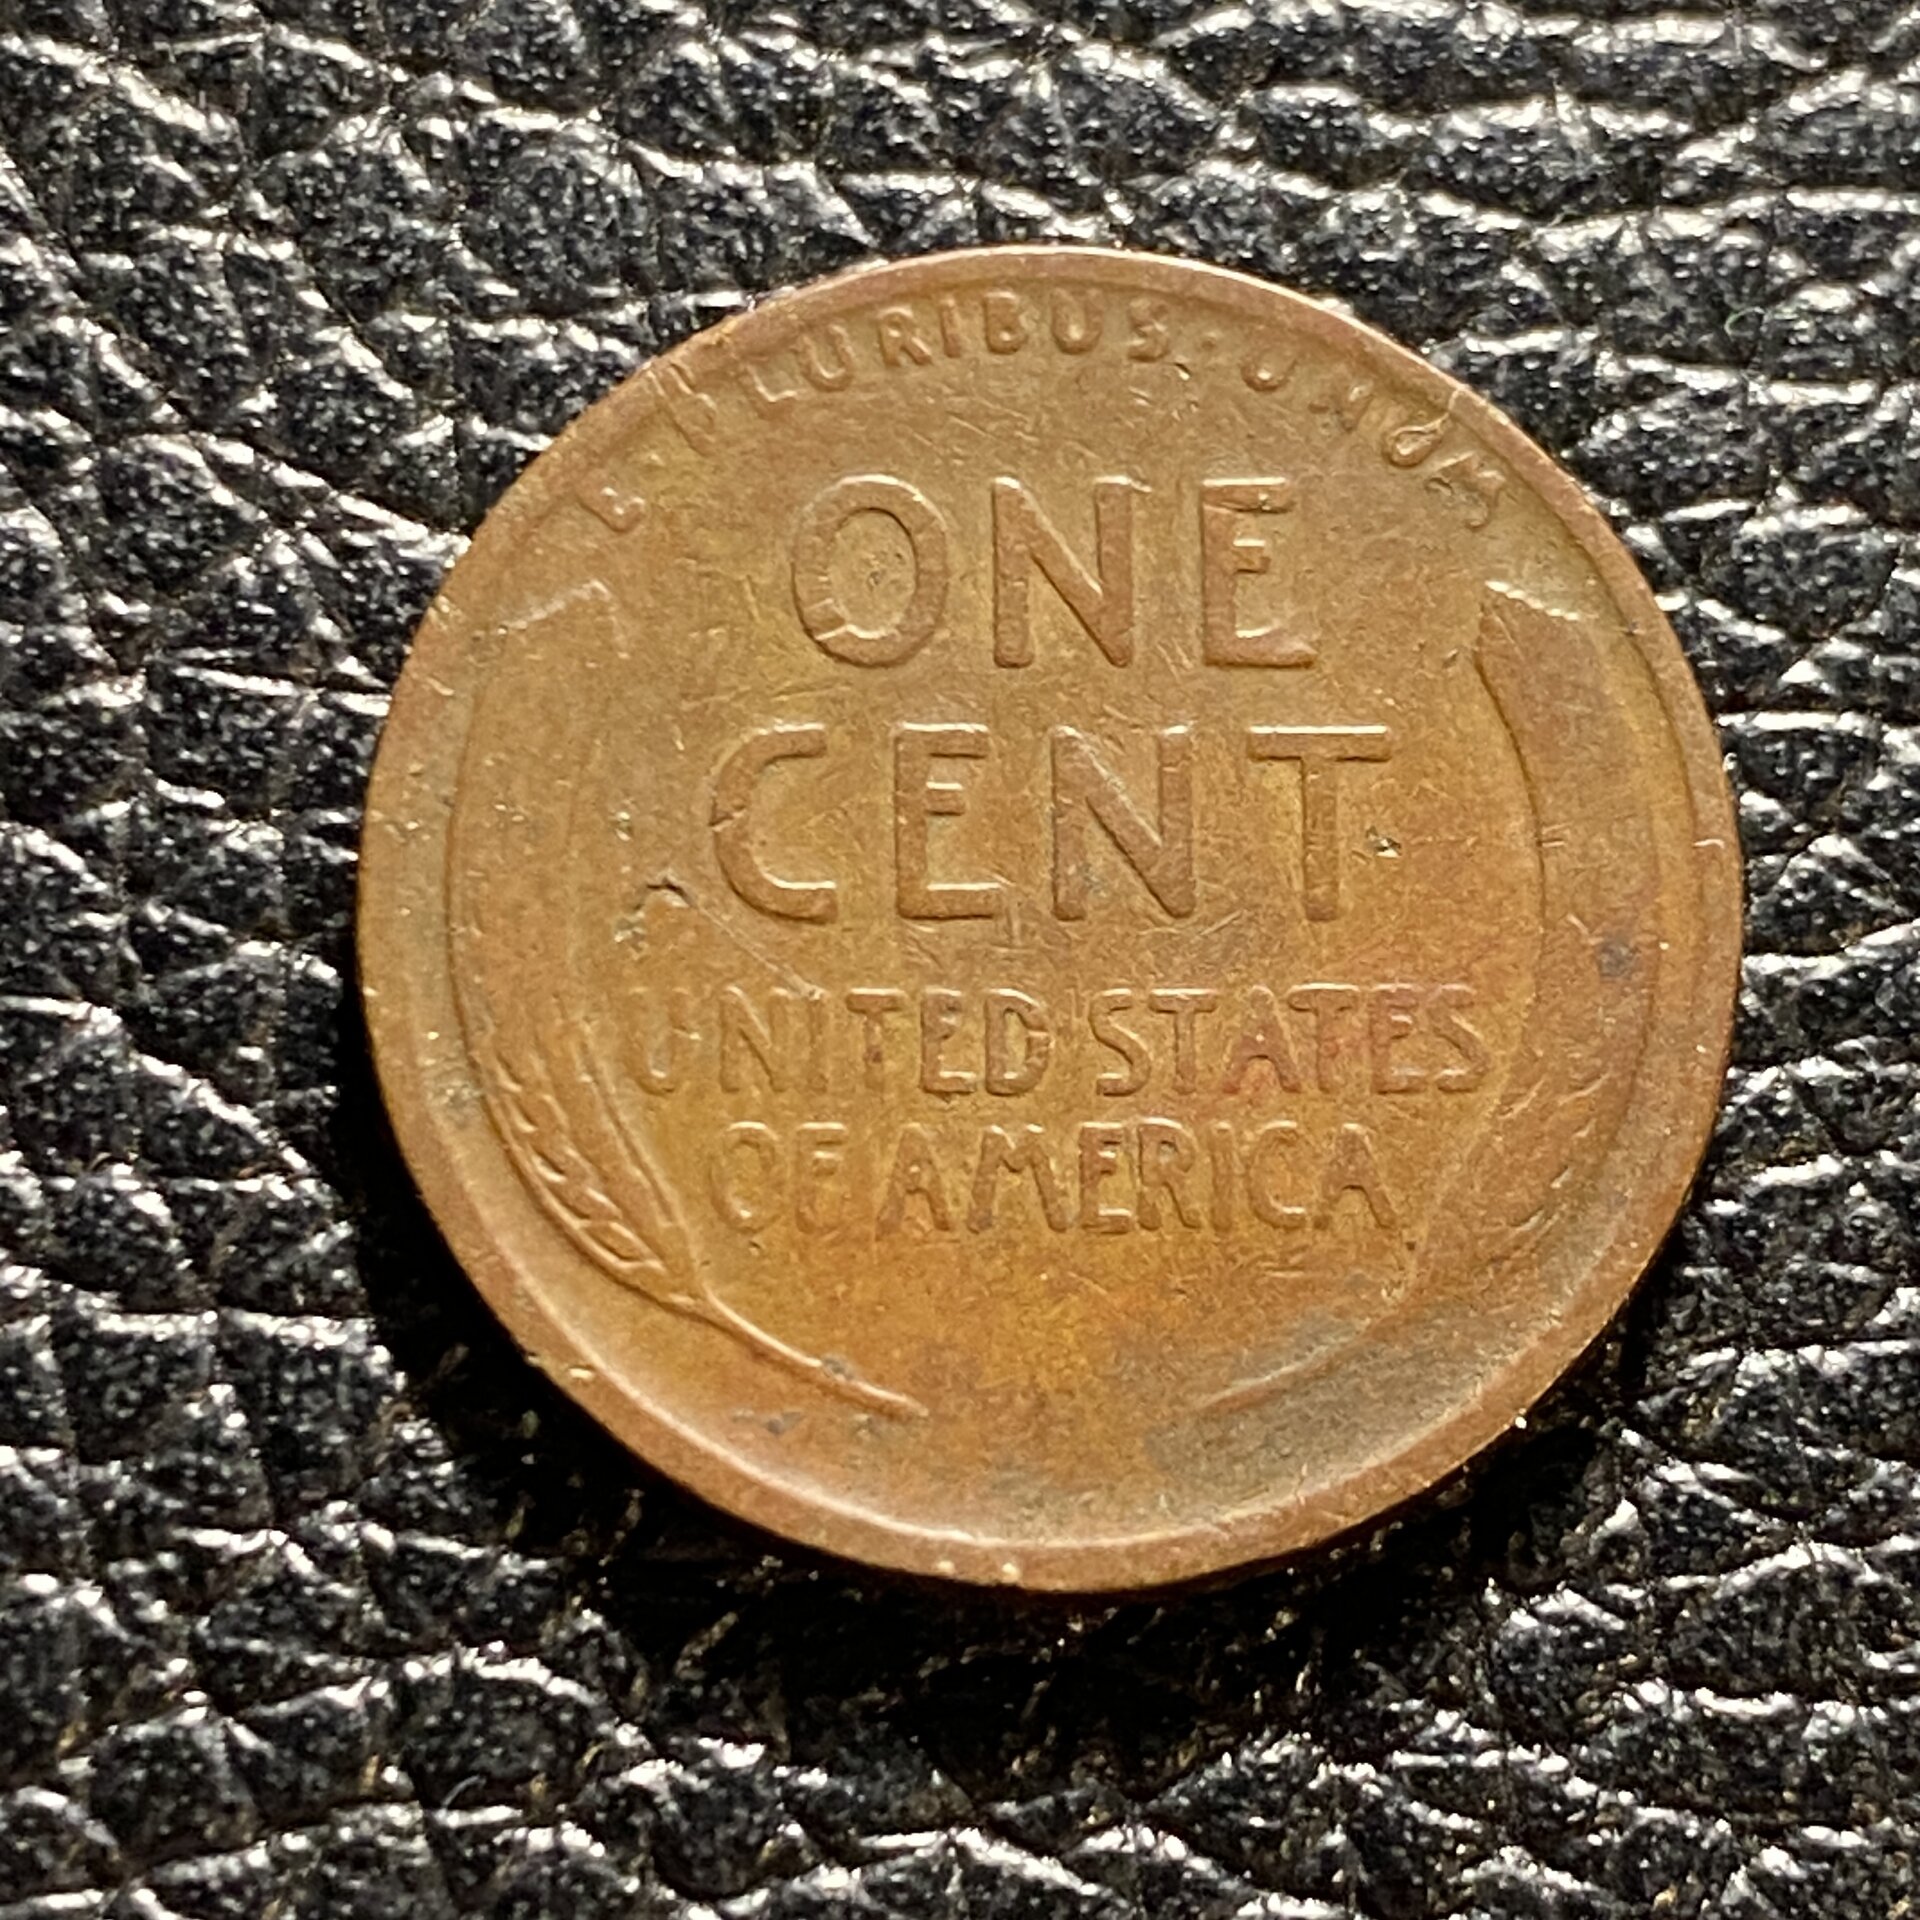 E·PLURIBUS·UNUM
ONE
CENT
UNITED STATES
OF AMERICA